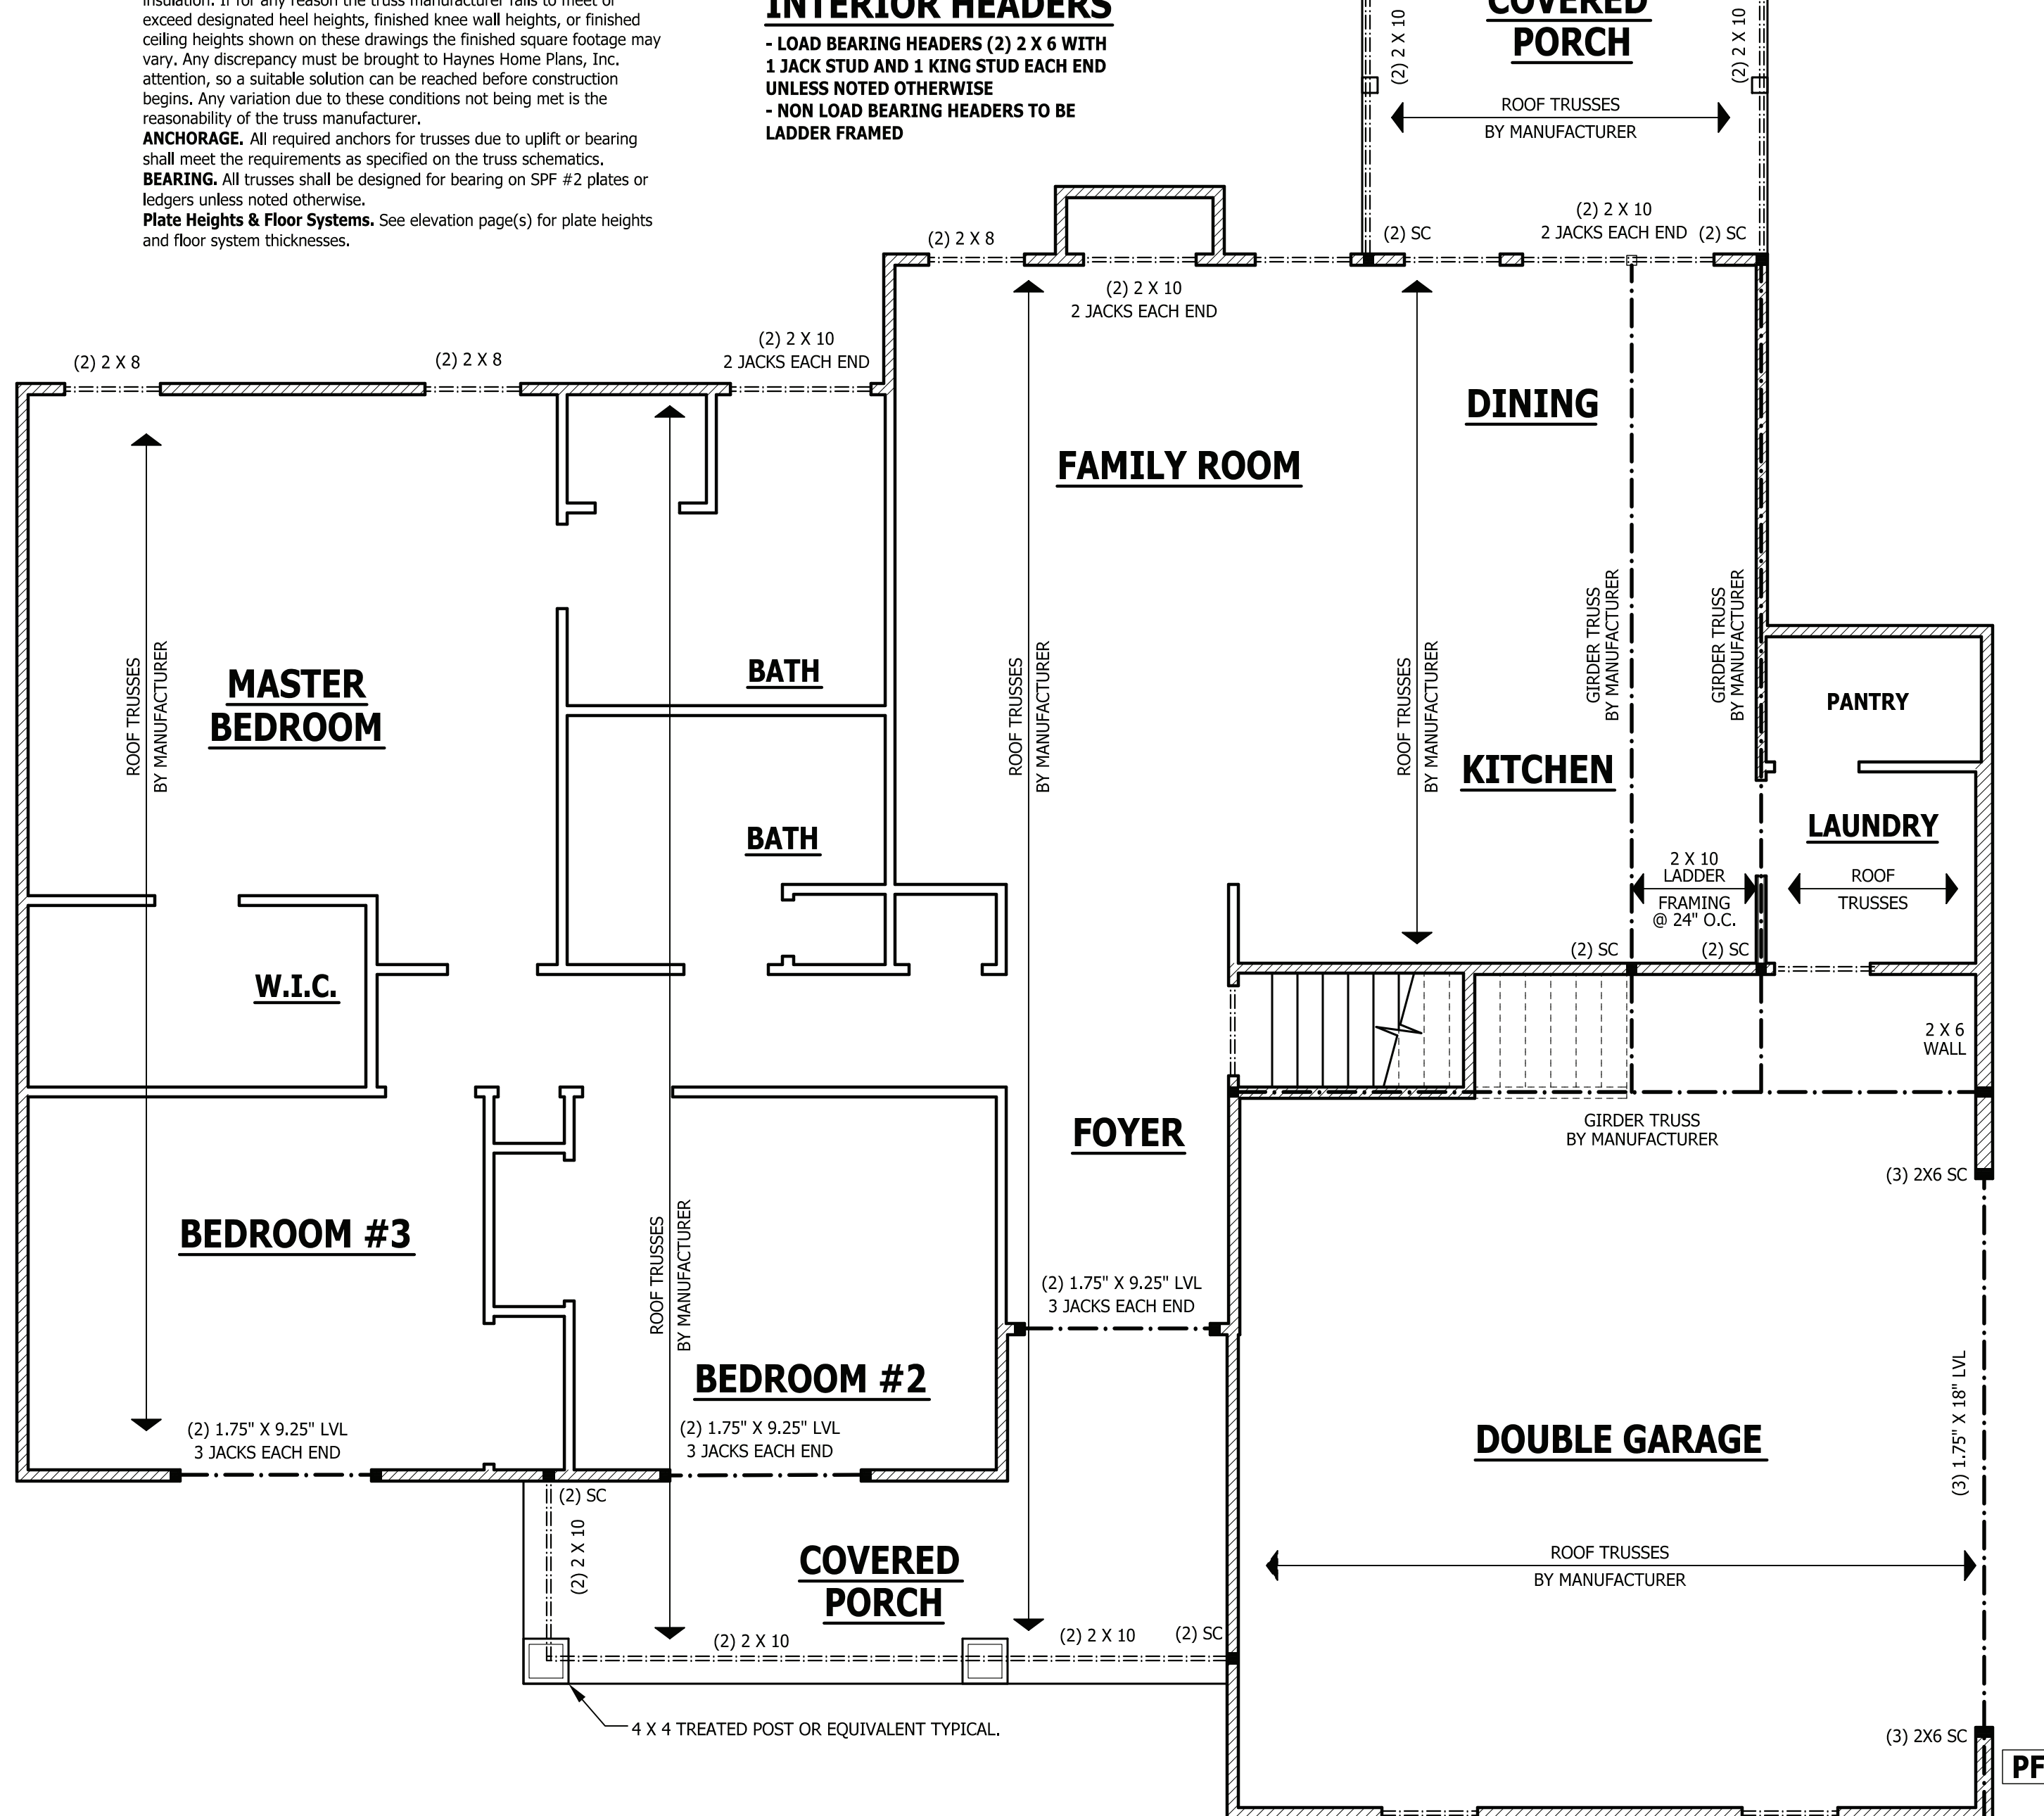 insulation. If for any reason the truss manufacturer fails to meet or
exceed designated heel heights, finished knee wall heights, or finished
ceiling heights shown on these drawings the finished square footage may
vary. Any discrepancy must be brought to Haynes Home Plans, Inc.
attention, so a suitable solution can be reached before construction
begins. Any variation due to these conditions not being met is the
reasonability of the truss manufacturer.
ANCHORAGE. All required anchors for trusses due to uplift or bearing
shall meet the requirements as specified on the truss schematics.
BEARING. All trusses shall be designed for bearing on SPF #2 plates or
ledgers unless noted otherwise.
Plate Heights & Floor Systems. See elevation page(s) for plate heights
and floor system thicknesses.
INTERIOR HEADERS
- LOAD BEARING HEADERS (2) 2 X 6 WITH
1 JACK STUD AND 1 KING STUD EACH END
UNLESS NOTED OTHERWISE
- NON LOAD BEARING HEADERS TO BE
LADDER FRAMED
COVERED
PORCH
(2) 2 X 10
(2) 2 X 10
ROOF TRUSSES
BY MANUFACTURER
(2) 2 X 8
(2) SC
(2) 2 X 10
2 JACKS EACH END
(2) SC
(2) 2 X 10
2 JACKS EACH END
(2) 2 X 8
(2) 2 X 8
(2) 2 X 10
2 JACKS EACH END
DINING
FAMILY ROOM
MASTER
BEDROOM
ROOF TRUSSES
BY MANUFACTURER
BATH
ROOF TRUSSES
BY MANUFACTURER
ROOF TRUSSES
BY MANUFACTURER
GIRDER TRUSS
BY MANUFACTURER
GIRDER TRUSS
BY MANUFACTURER
PANTRY
KITCHEN
BATH
LAUNDRY
2 X 10
LADDER
FRAMING
@ 24" O.C.
ROOF
TRUSSES
(2) SC
(2) SC
W.I.C.
2 X 6
WALL
FOYER
GIRDER TRUSS
BY MANUFACTURER
(3) 2X6 SC
BEDROOM #3
ROOF TRUSSES
BY MANUFACTURER
(2) 1.75" X 9.25" LVL
3 JACKS EACH END
BEDROOM #2
(2) 1.75" X 9.25" LVL
3 JACKS EACH END
(2) 1.75" X 9.25" LVL
3 JACKS EACH END
DOUBLE GARAGE
(3) 1.75" X 18" LVL
(2) SC
(2) 2 X 10
COVERED
PORCH
ROOF TRUSSES
BY MANUFACTURER
(2) 2 X 10
(2) 2 X 10
(2) SC
4 X 4 TREATED POST OR EQUIVALENT TYPICAL.
(3) 2X6 SC
PF